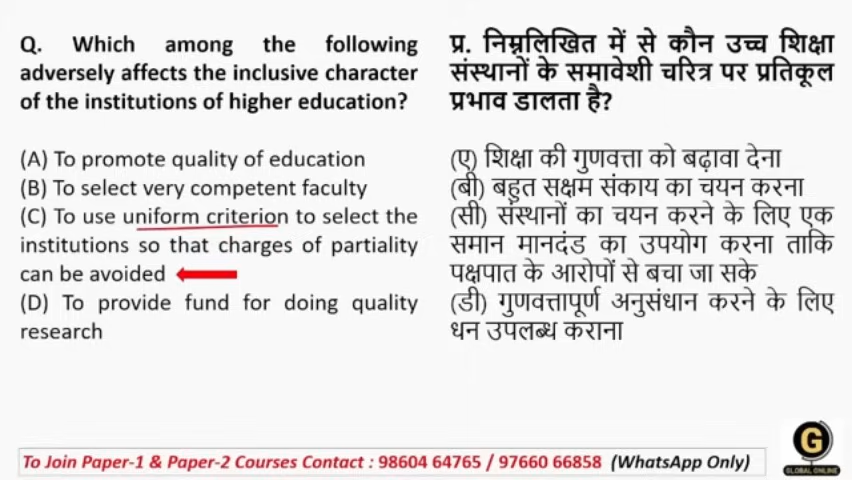 Q. Which among the following
adversely affects the inclusive character
of the institutions of higher education?
(A) To promote quality of education
(B) To select very competent faculty
(C) To use uniform criterion to select the
institutions so that charges of partiality
can be avoided
(D) To provide fund for doing quality
research
प्र. निम्नलिखित में से कौन उच्च शिक्षा
संस्थानों के समावेशी चरित्र पर प्रतिकूल
प्रभाव डालता है?
(ए) शिक्षा की गुणवत्ता को बढ़ावा देना
(बी) बहुत सक्षम संकाय का चयन करना
(सी) संस्थानों का चयन करने के लिए एक
समान मानदंड का उपयोग करना ताकि
पक्षपात के आरोपों से बचा जा सके
(डी) गुणवत्तापूर्ण अनुसंधान करने के लिए
धन उपलब्ध कराना
To Join Paper-1 & Paper-2 Courses Contact : 98604 64765 / 97660 66858 (WhatsApp Only)
G
GLOBAL ONLINE